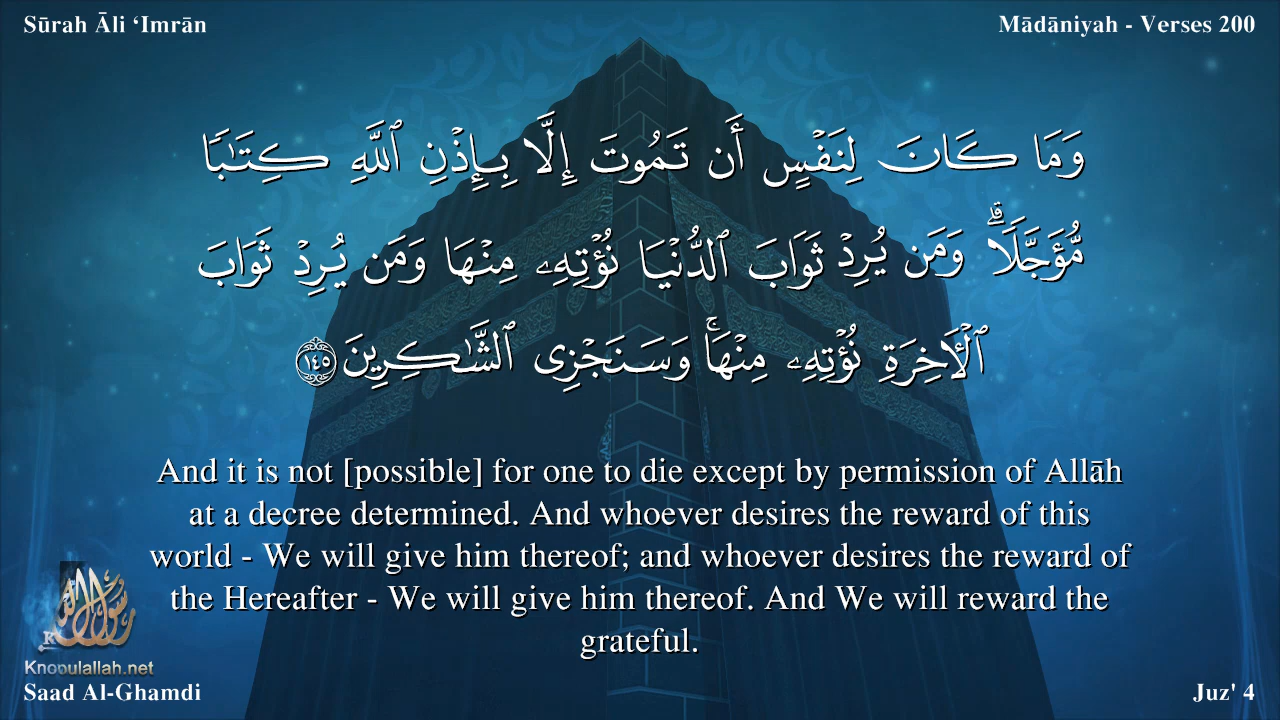 Sūrah Āli ‘Imrān
Mādāniyah - Verses 200
وَمَا كَانَ لِنَفْسٍ أَن تَمُوتَ إِلَّا بِإِذْنِ ٱللَّهِ كِتَٰبًا
مُّؤَجَّلًا ۗ وَمَن يُرِدْ ثَوَابَ ٱلدُّنْيَا نُؤْتِهِۦ مِنْهَا وَمَن يُرِدْ ثَوَابَ
ٱلْـَٔاخِرَةِ نُؤْتِهِۦ مِنْهَا ۚ وَسَنَجْزِى ٱلشَّٰكِرِينَ ١٤٥
And it is not [possible] for one to die except by permission of Allāh
at a decree determined. And whoever desires the reward of this
world - We will give him thereof; and whoever desires the reward of
the Hereafter - We will give him thereof. And We will reward the
grateful.
رسول الله
Saad Al-Ghamdi
Juz' 4